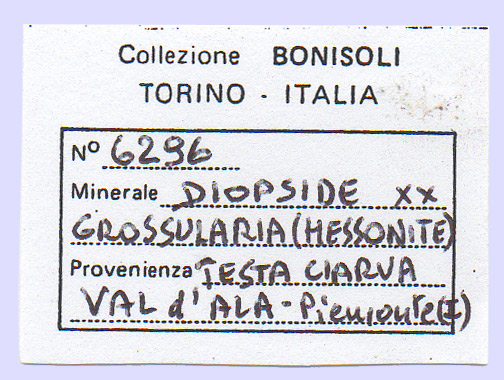 Collezione BONISOLI
TORINO - ITALIA
N° 6296
Minerale DIOPSIDE xx
GROSSULARIA (HESSONITE)
Provenienza TESTA CIARVA
VAL d'ALA - Piemonte (I)